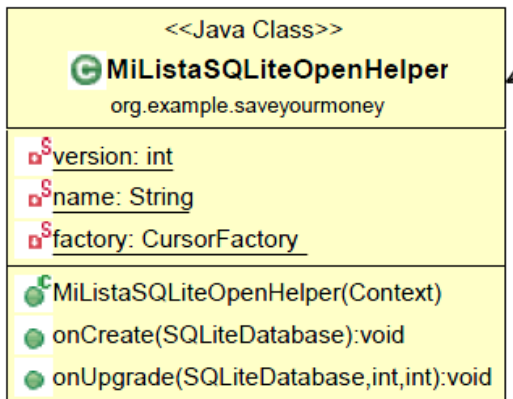 <<Java Class>>
MiListaSQLiteOpenHelper
org.example.saveyourmoney
version: int
name: String
factory: CursorFactory
MiListaSQLiteOpenHelper(Context)
onCreate(SQLiteDatabase):void
onUpgrade(SQLiteDatabase,int,int):void